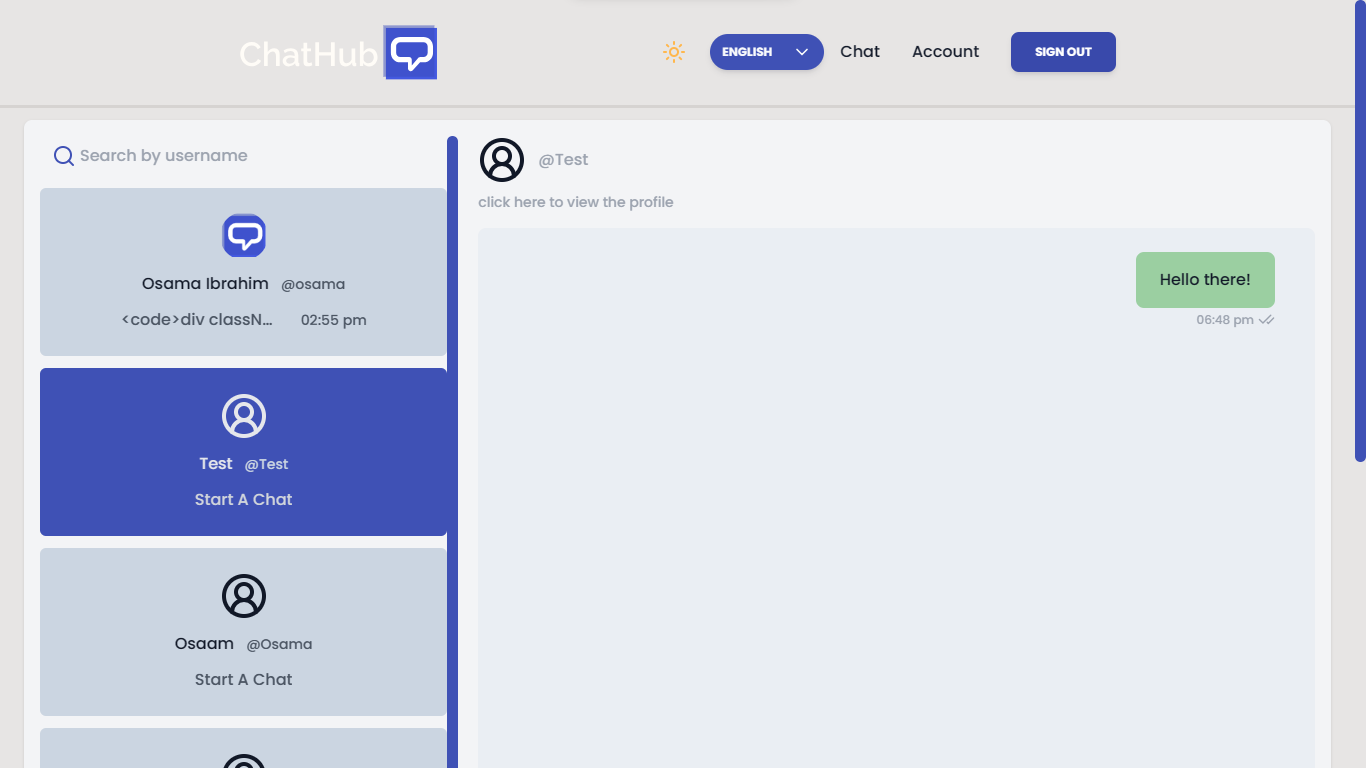 ChatHub
ENGLISH
Chat
Account
SIGN OUT
Search by username
Osama Ibrahim @osama
<code>div classN... 02:55 pm
Test @Test
Start A Chat
Osaam @Osama
Start A Chat
@Test
click here to view the profile
Hello there!
06:48 pm